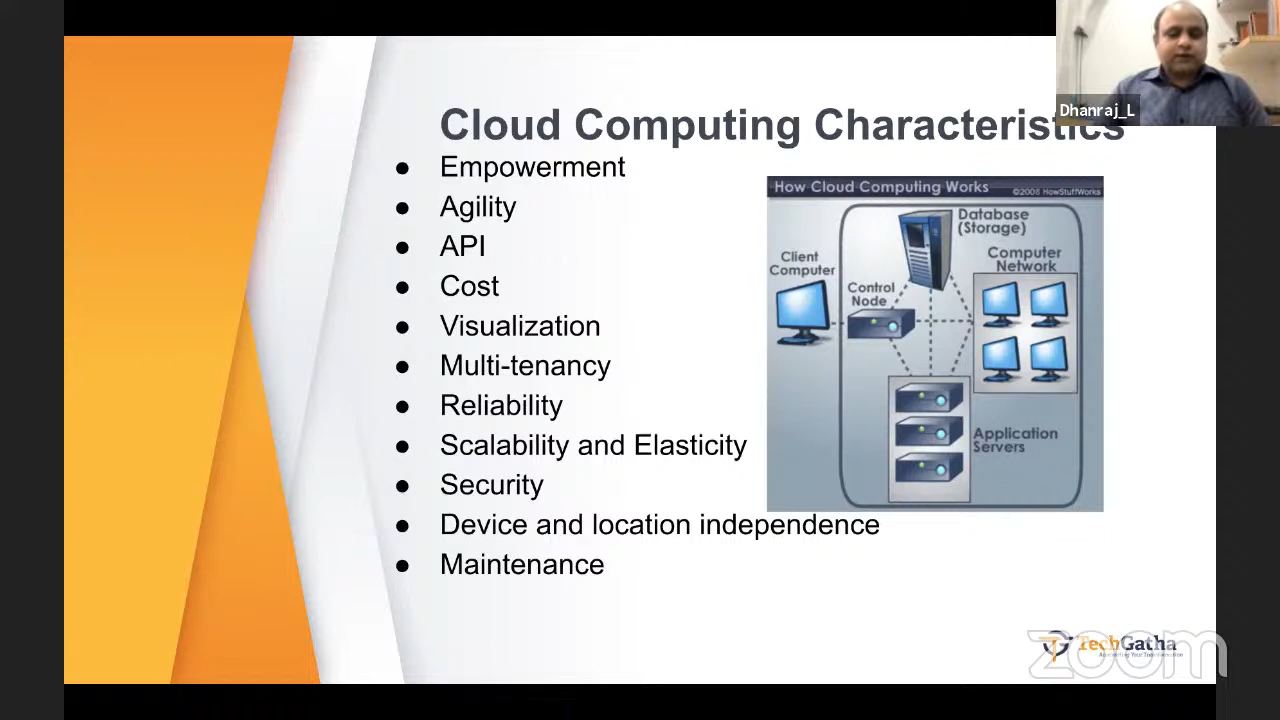 Dhanraj_L
Cloud Computing Characteristics
● Empowerment
● Agility
● API
● Cost
● Visualization
● Multi-tenancy
● Reliability
● Scalability and Elasticity
● Security
● Device and location independence
● Maintenance
How Cloud Computing Works
©2008 HowStuffWorks
Database
(Storage)
Client
Computer
Computer
Network
Control
Node
Application
Servers
TechGatha
zoom